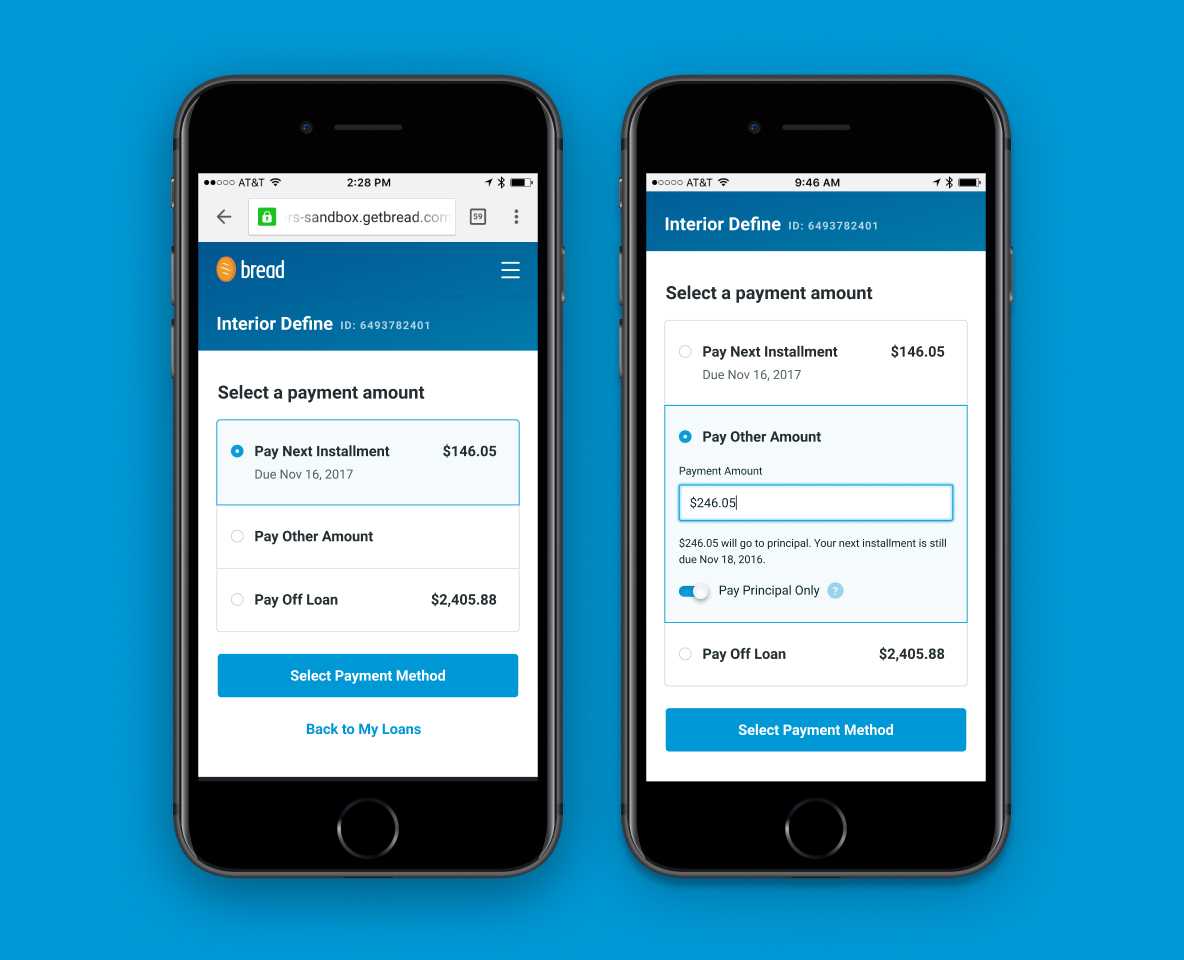 AT&T 2:28 PM
rs-sandbox.getbread.com 59
bread
Interior Define ID: 6493782401
Select a payment amount
Pay Next Installment $146.05
Due Nov 16, 2017
Pay Other Amount
Pay Off Loan $2,405.88
Select Payment Method
Back to My Loans
AT&T 9:46 AM
Interior Define ID: 6493782401
Select a payment amount
Pay Next Installment $146.05
Due Nov 16, 2017
Pay Other Amount
Payment Amount
$246.05
$246.05 will go to principal. Your next installment is still
due Nov 18, 2016.
Pay Principal Only ?
Pay Off Loan $2,405.88
Select Payment Method